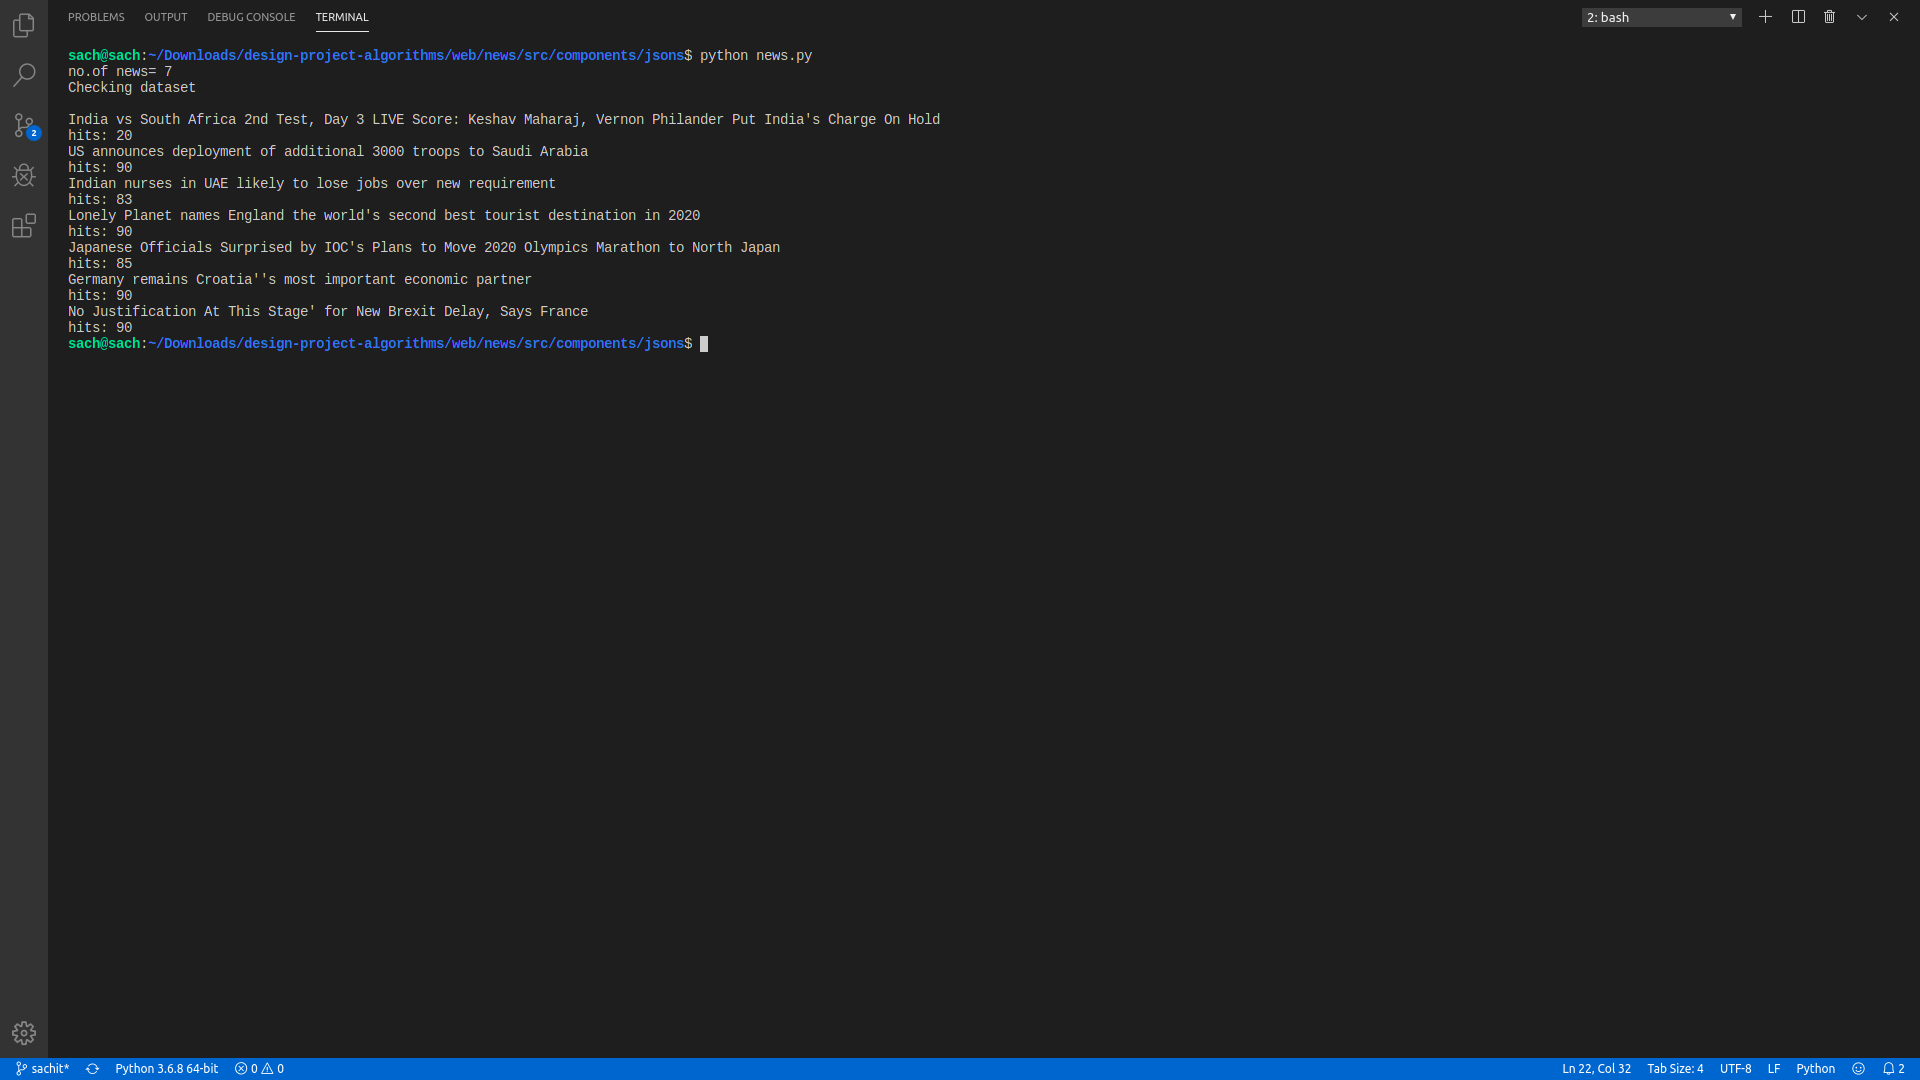 PROBLEMS OUTPUT DEBUG CONSOLE TERMINAL 2: bash
sach@sach:~/Downloads/design-project-algorithms/web/news/src/components/jsons$ python news.py
no.of news= 7
Checking dataset
India vs South Africa 2nd Test, Day 3 LIVE Score: Keshav Maharaj, Vernon Philander Put India's Charge On Hold
hits: 20
US announces deployment of additional 3000 troops to Saudi Arabia
hits: 90
Indian nurses in UAE likely to lose jobs over new requirement
hits: 83
Lonely Planet names England the world's second best tourist destination in 2020
hits: 90
Japanese Officials Surprised by IOC's Plans to Move 2020 Olympics Marathon to North Japan
hits: 85
Germany remains Croatia''s most important economic partner
hits: 90
No Justification At This Stage' for New Brexit Delay, Says France
hits: 90
sach@sach:~/Downloads/design-project-algorithms/web/news/src/components/jsons$
2
sachit* Python 3.6.8 64-bit 0 0 Ln 22, Col 32 Tab Size: 4 UTF-8 LF Python 2